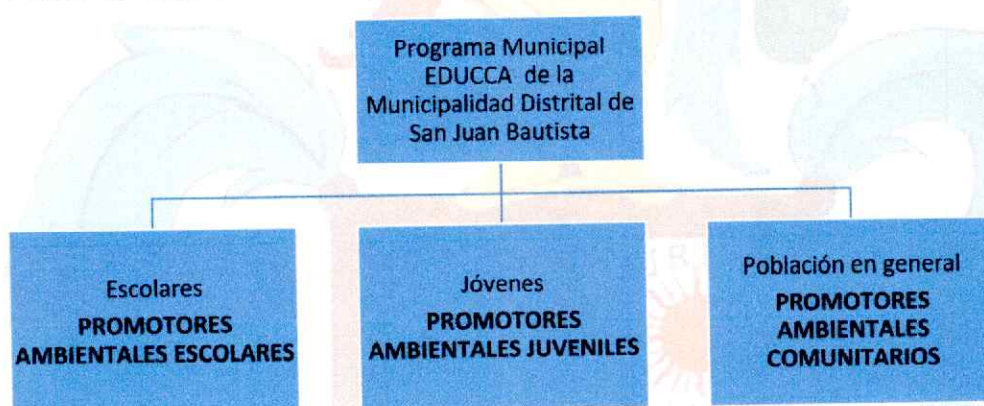 Programa Municipal
EDUCCA de la
Municipalidad Distrital de
San Juan Bautista
Escolares
PROMOTORES
AMBIENTALES ESCOLARES
Jóvenes
PROMOTORES
AMBIENTALES JUVENILES
Población en general
PROMOTORES
AMBIENTALES
COMUNITARIOS